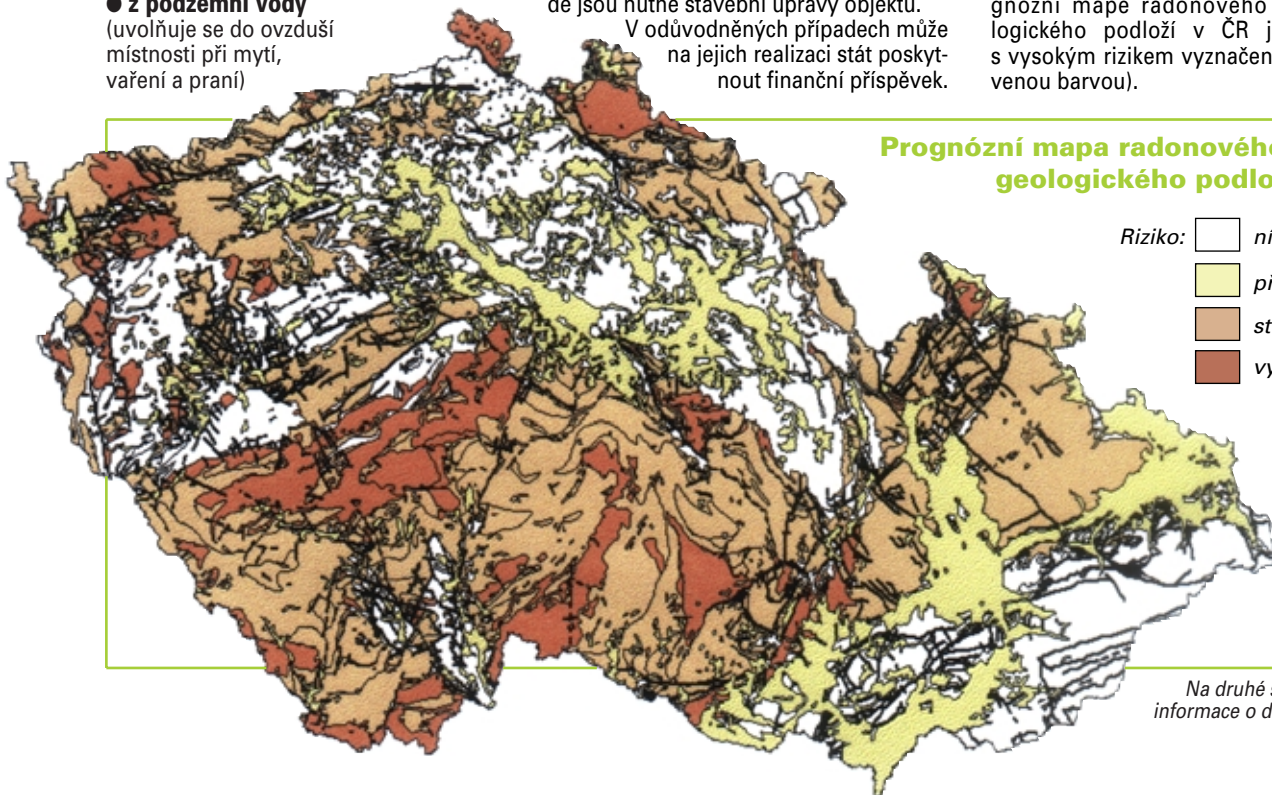 ● z podzemní vody
(uvolňuje se do ovzduší
místnosti při mytí,
vaření a praní)
de jsou nutné stavební úpravy objektu.
V odůvodněných případech může
na jejich realizaci stát poskyt-
nout finanční příspěvek.
gnózní mapě radonového
logického podloží v ČR j
s vysokým rizikem vyznačen
venou barvou).
Prognózní mapa radonového
geologického podlo
Riziko:
ní
př
st
vy
Na druhé s
informace o d